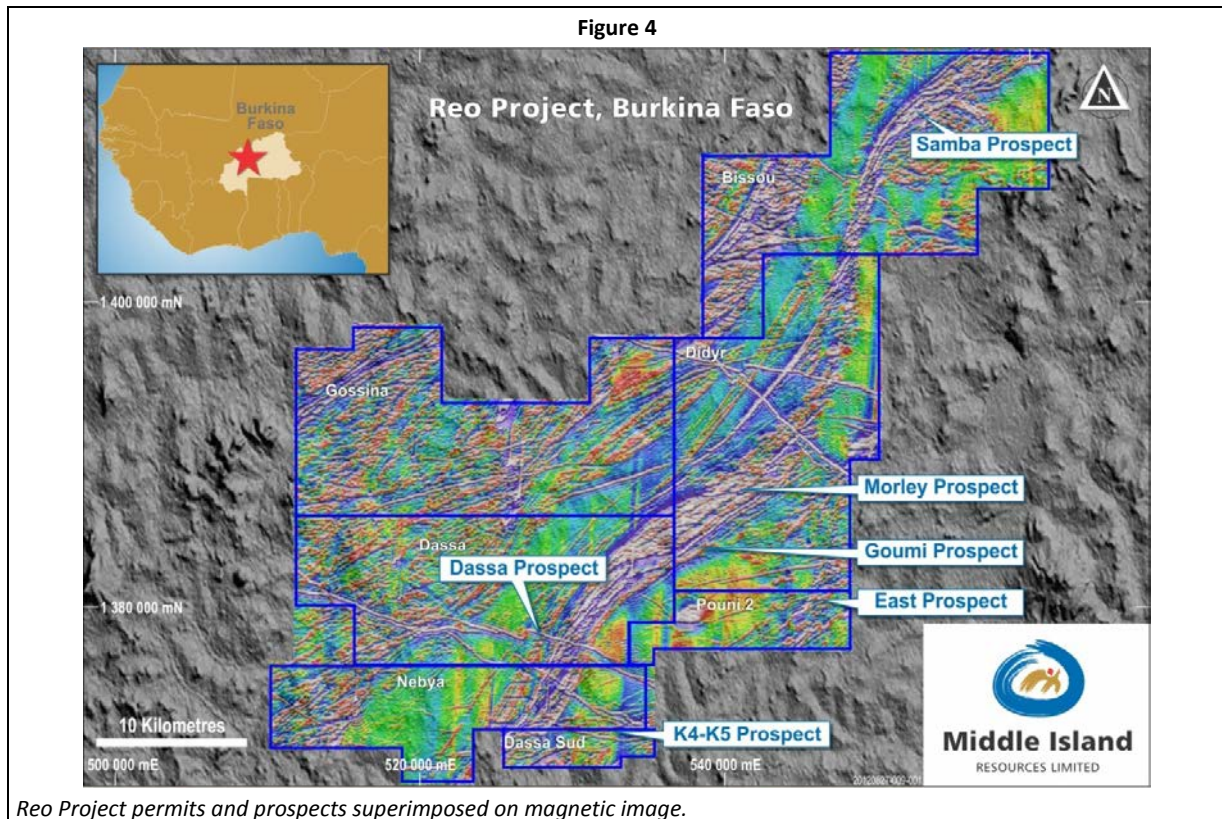 Figure 4
Burkina
Faso
Reo Project, Burkina Faso
N
Samba Prospect
Bissou
1 400 000 mN
Didyr
Gossina
Morley Prospect
Goumi Prospect
Dassa
Dassa Prospect
East Prospect
1 380 000 mN
Pouni 2
Nebya
10 Kilometres
K4-K5 Prospect
Dassa Sud
Middle Island
RESOURCES LIMITED
500 000 mE
520 000 mE
540 000 mE
Reo Project permits and prospects superimposed on magnetic image.